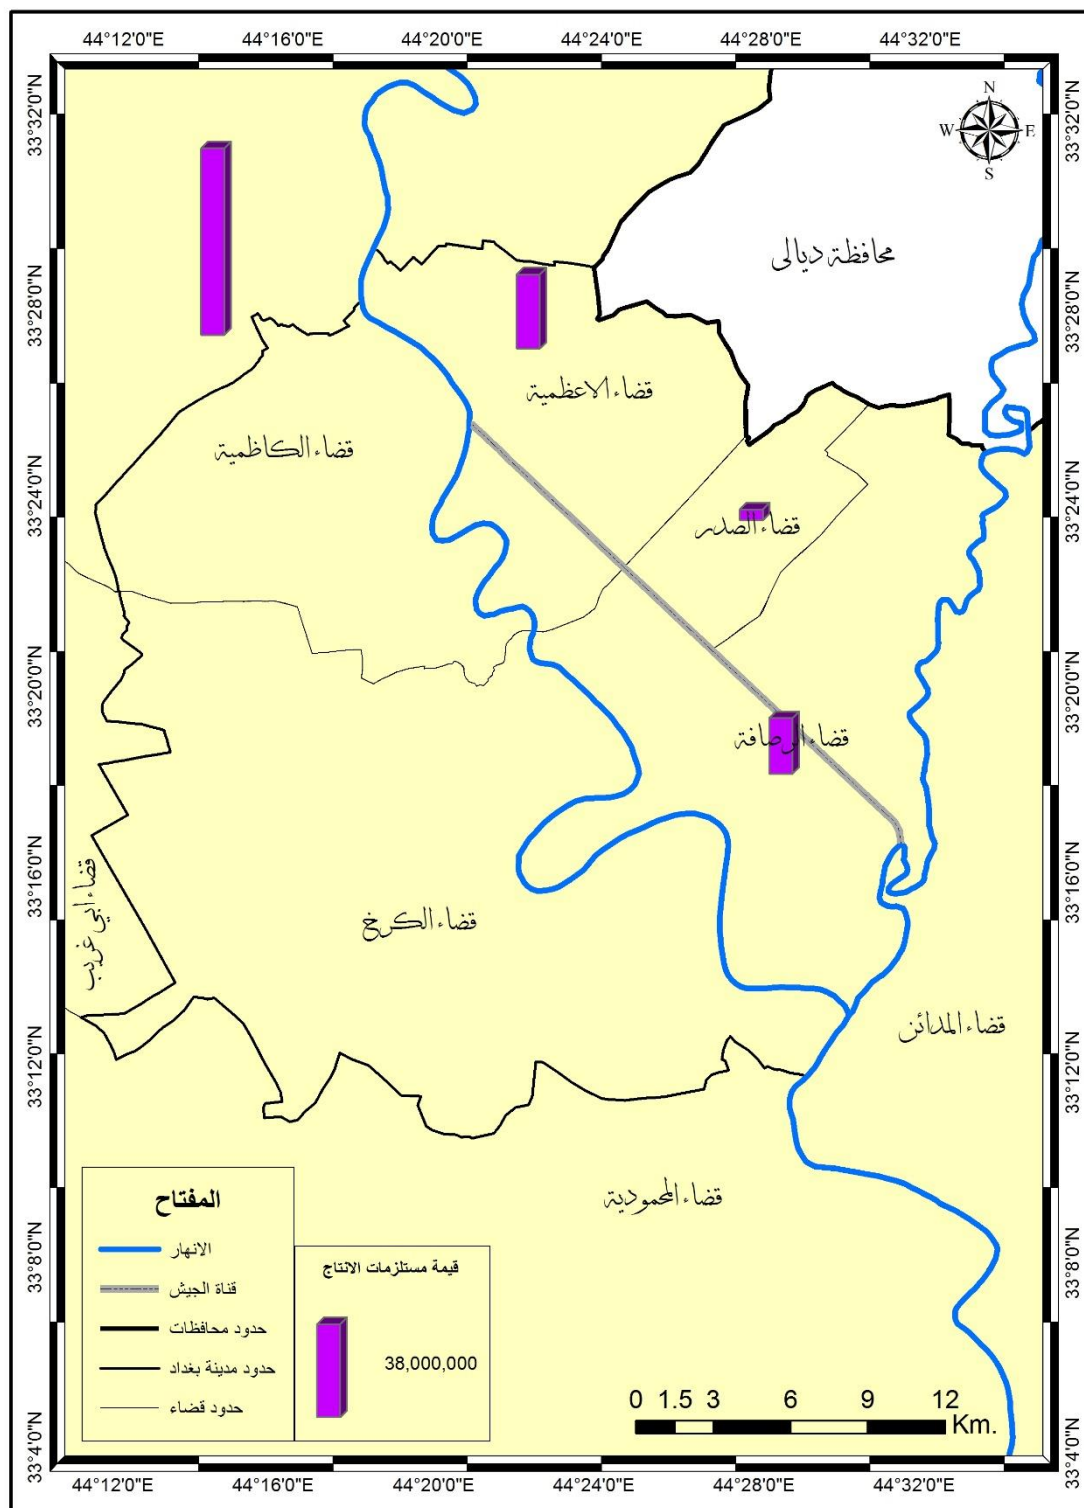 44°12'0"E 44°16'0"E 44°20'0"E 44°24'0"E 44°28'0"E 44°32'0"E
33°32'0"N
33°32'0"N
N
W E
S
محافظة ديالى
33°28'0"N
33°28'0"N
قضاء الاعظمية
قضاء الكاظمية
33°24'0"N
33°24'0"N
قضاء الصدر
33°20'0"N
33°20'0"N
قضاء الرصافة
33°16'0"N
33°16'0"N
قضاء ابي غريب
قضاء الكرخ
قضاء المدائن
33°12'0"N
33°12'0"N
قضاء المحمودية
33°8'0"N
33°8'0"N
المفتاح
الانهار
قناة الجيش
حدود محافظات
حدود مدينة بغداد
حدود قضاء
قيمة مستلزمات الانتاج
38,000,000
0 1.5 3 6 9 12
Km.
33°4'0"N
33°4'0"N
44°12'0"E 44°16'0"E 44°20'0"E 44°24'0"E 44°28'0"E 44°32'0"E